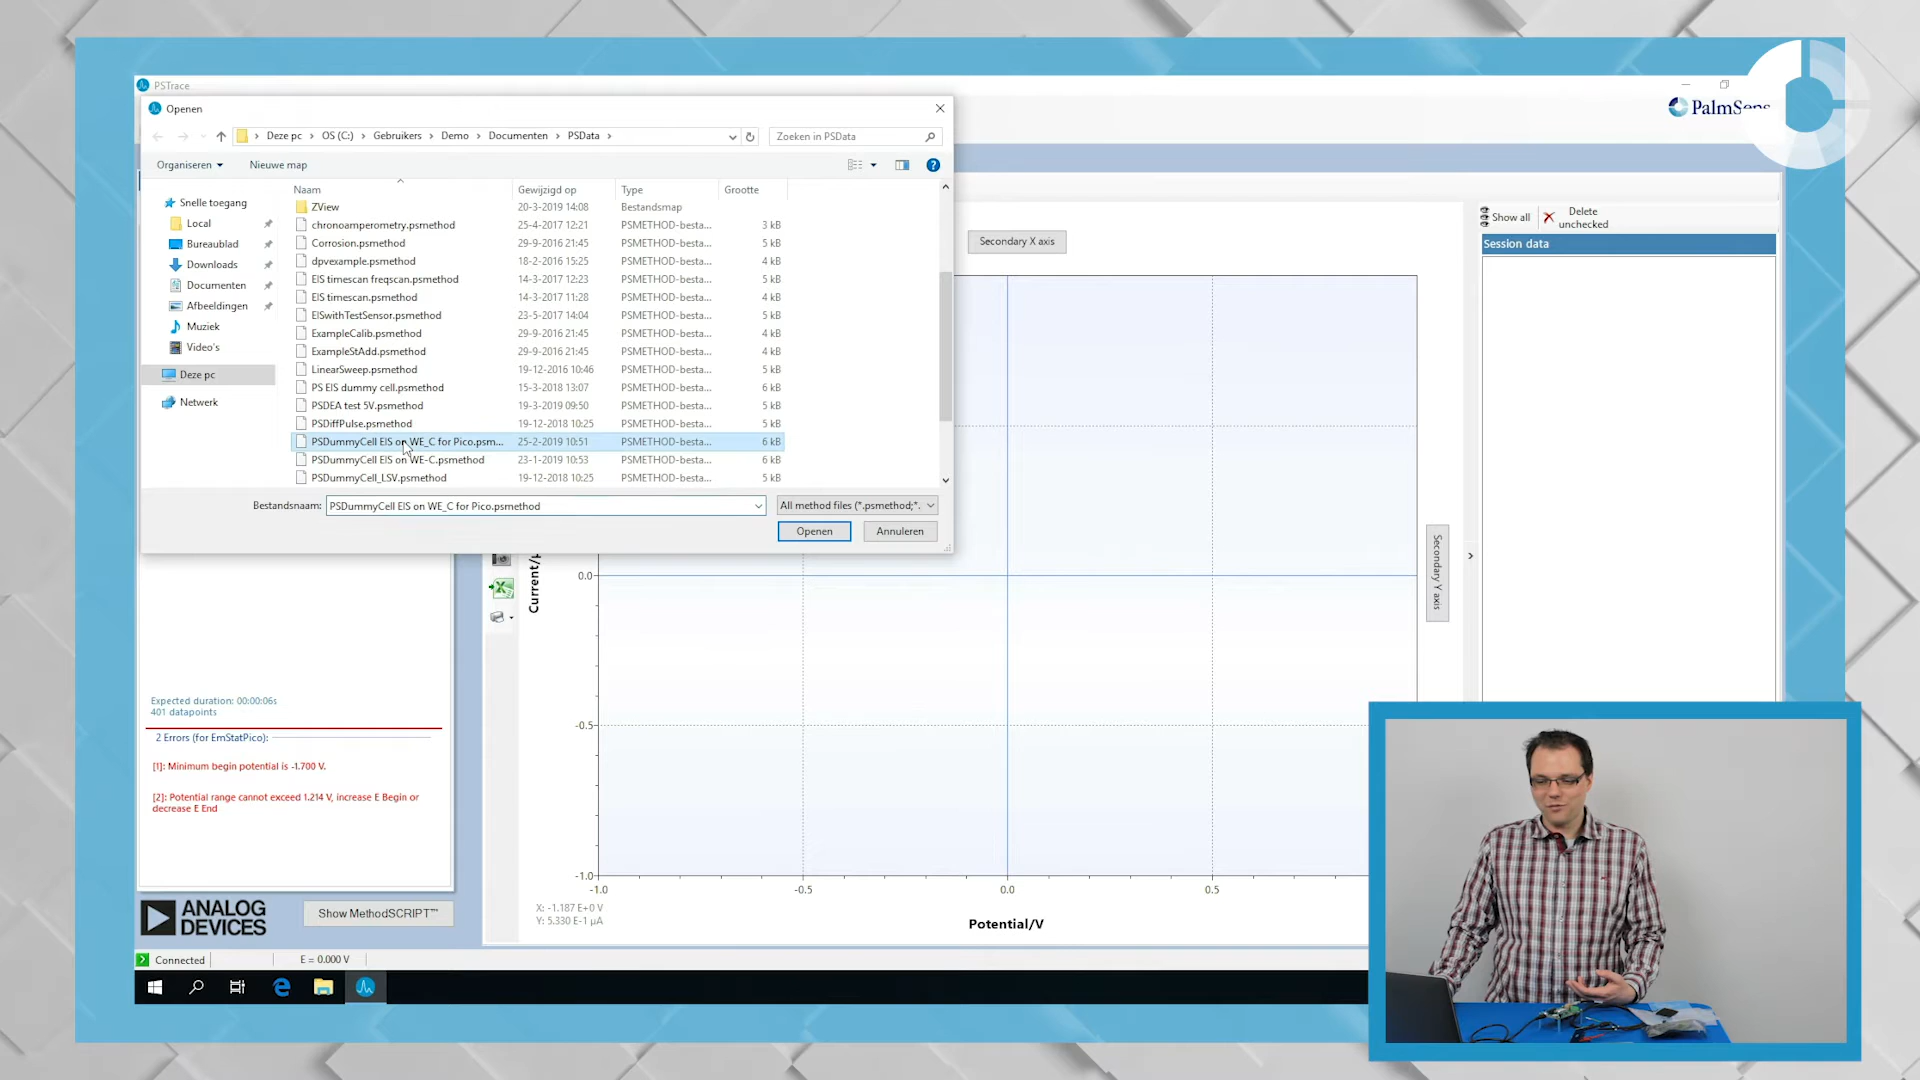 PSTrace
PalmSens
Openen
Deze pc
OS (C:)
Gebruikers
Demo
Documenten
PSData
Zoeken in PSData
Organiseren
Nieuwe map
Snelle toegang
Local
Bureaublad
Downloads
Documenten
Afbeeldingen
Muziek
Video's
Deze pc
Netwerk
Naam Gewijzigd op Type Grootte
ZView 20-3-2019 14:08 Bestandsmap
chronoamperometry.psmethod 25-4-2017 12:21 PSMETHOD-besta... 3 kB
Corrosion.psmethod 29-9-2016 21:45 PSMETHOD-besta... 5 kB
dpvexample.psmethod 18-2-2016 15:25 PSMETHOD-besta... 4 kB
EIS timescan freqscan.psmethod 14-3-2017 12:23 PSMETHOD-besta... 5 kB
EIS timescan.psmethod 14-3-2017 11:28 PSMETHOD-besta... 4 kB
EISwithTestSensor.psmethod 23-5-2017 14:04 PSMETHOD-besta... 5 kB
ExampleCalib.psmethod 29-9-2016 21:45 PSMETHOD-besta... 4 kB
ExampleStAdd.psmethod 29-9-2016 21:45 PSMETHOD-besta... 4 kB
LinearSweep.psmethod 19-12-2016 10:46 PSMETHOD-besta... 5 kB
PS EIS dummy cell.psmethod 15-3-2018 13:07 PSMETHOD-besta... 6 kB
PSDEA test 5V.psmethod 19-3-2019 09:50 PSMETHOD-besta... 5 kB
PSDiffPulse.psmethod 19-12-2018 10:25 PSMETHOD-besta... 5 kB
PSDummyCell EIS on WE_C for Pico.psm... 25-2-2019 10:51 PSMETHOD-besta... 6 kB
PSDummyCell EIS on WE-C.psmethod 23-1-2019 10:53 PSMETHOD-besta... 6 kB
PSDummyCell_LSV.psmethod 19-12-2018 10:25 PSMETHOD-besta... 5 kB
Bestandsnaam: PSDummyCell EIS on WE_C for Pico.psmethod
All method files (*.psmethod;*.
Openen
Annuleren
Secondary X axis
Show all
Delete
unchecked
Session data
Secondary Y axis
Current/
0.0
-0.5
-1.0
-1.0 -0.5 0.0 0.5
X: -1.187 E+0 V
Y: 5.330 E-1 µA
Potential/V
Expected duration: 00:00:06s
401 datapoints
2 Errors (for EmStatPico):
[1]: Minimum begin potential is -1.700 V.
[2]: Potential range cannot exceed 1.214 V, increase E Begin or
decrease E End
ANALOG
DEVICES
Show MethodSCRIPT™
Connected
E = 0.000 V